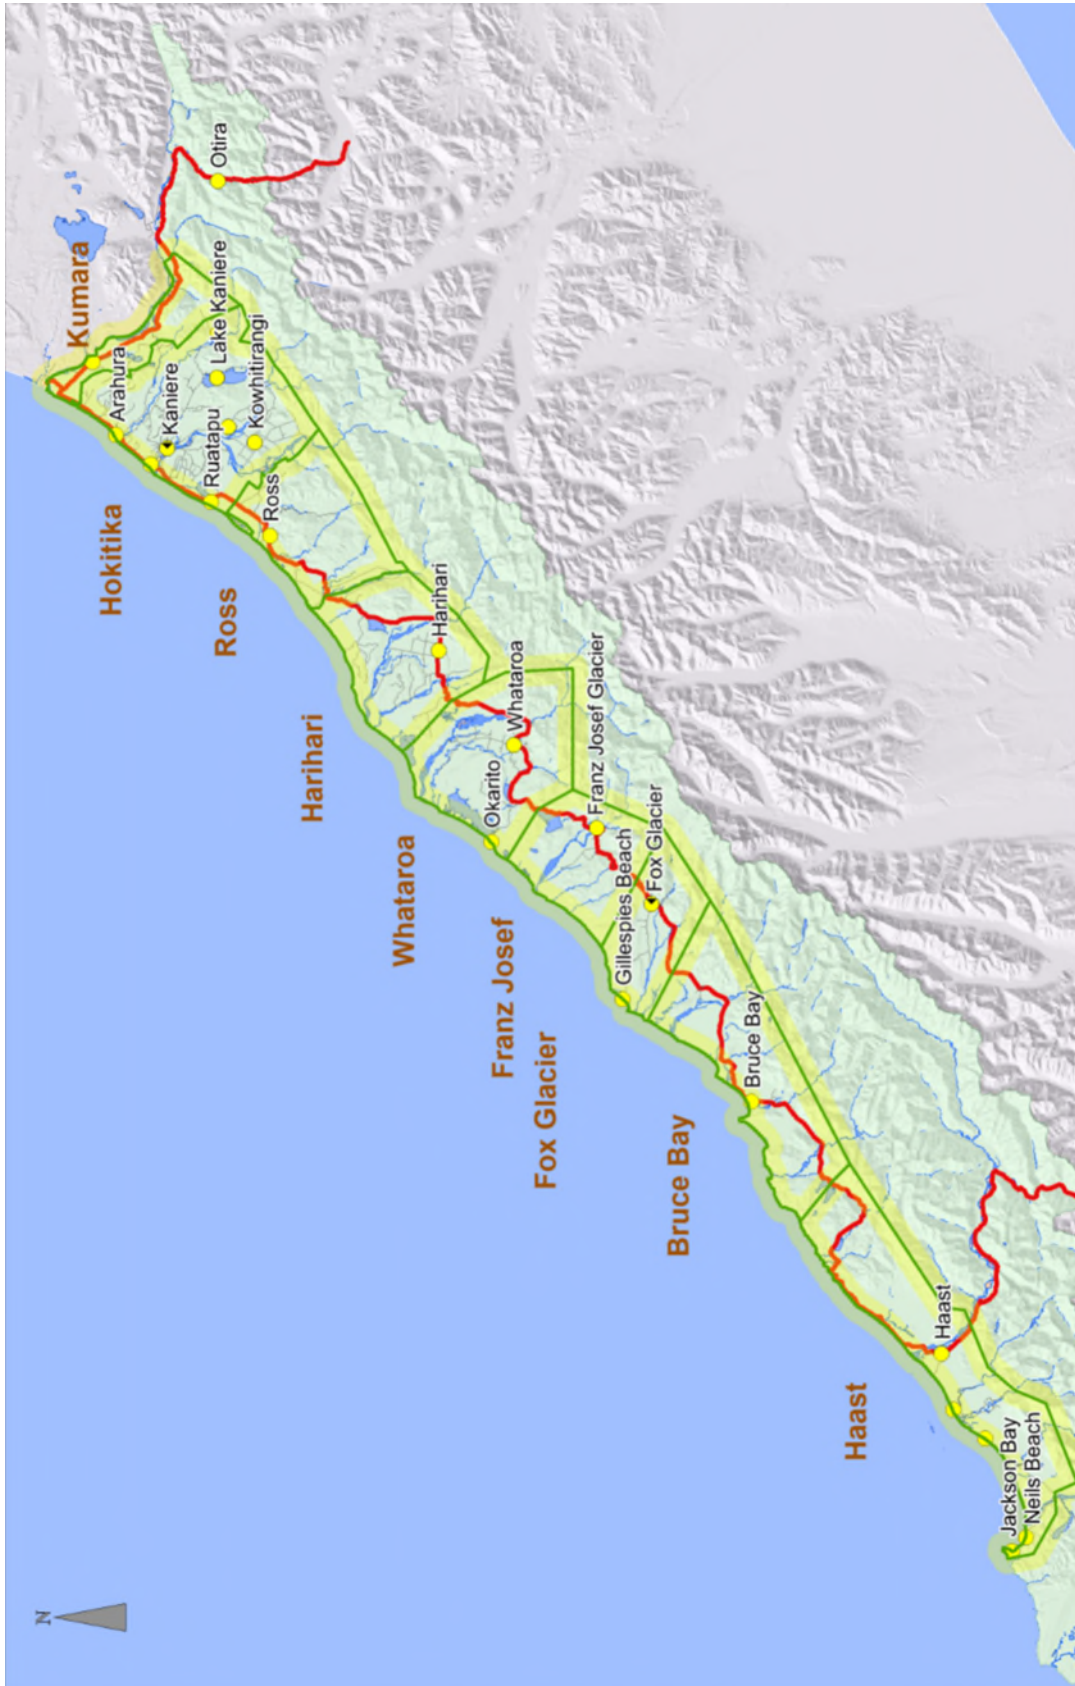 N
Kumara
Hokitika
Ross
Harihari
Whataroa
Franz Josef
Fox Glacier
Bruce Bay
Haast
Otira
Arahura
Kaniere
Lake Kaniere
Ruatapu
Kowhitirangi
Ross
Harihari
Whataroa
Okarito
Franz Josef Glacier
Gillespies Beach
Fox Glacier
Bruce Bay
Haast
Jackson Bay
Neils Beach